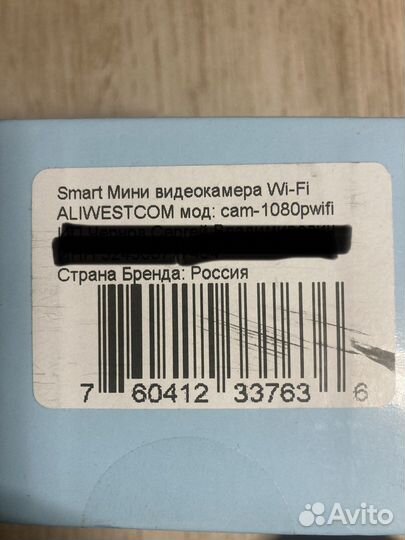 Smart Мини видеокамера Wi-Fi
ALIWESTCOM мод: cam-1080pwifi
Страна Бренда: Россия
7 60412 33763 6
Avito